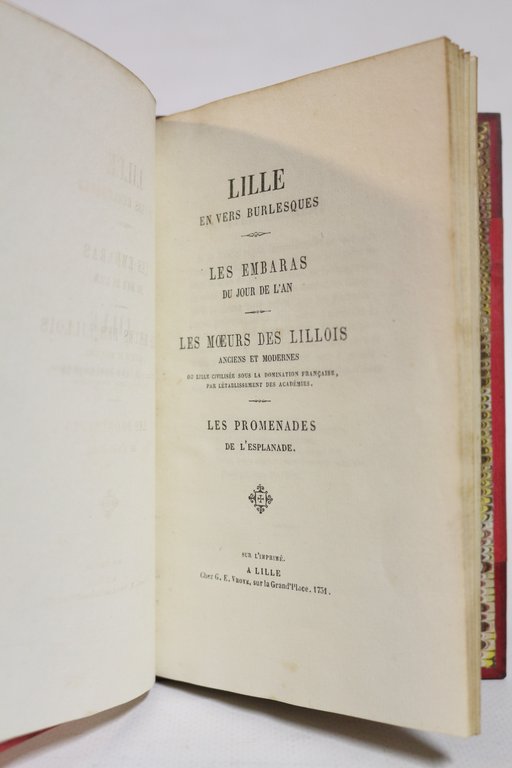 LILLE
EN VERS BURLESQUES
LES EMBARAS
DU JOUR DE L'AN
LES MŒURS DES LILLOIS
ANCIENS ET MODERNES
OU LILLE CIVILISÉE SOUS LA DOMINATION FRANÇAISE,
PAR L'ÉTABLISSEMENT DES ACADÉMIES.
LES PROMENADES
DE L'ESPLANADE.
SUR L'IMPRIMÉ.
A LILLE
Chez G. E. VROYE, sur la Grand'Place. 1731.